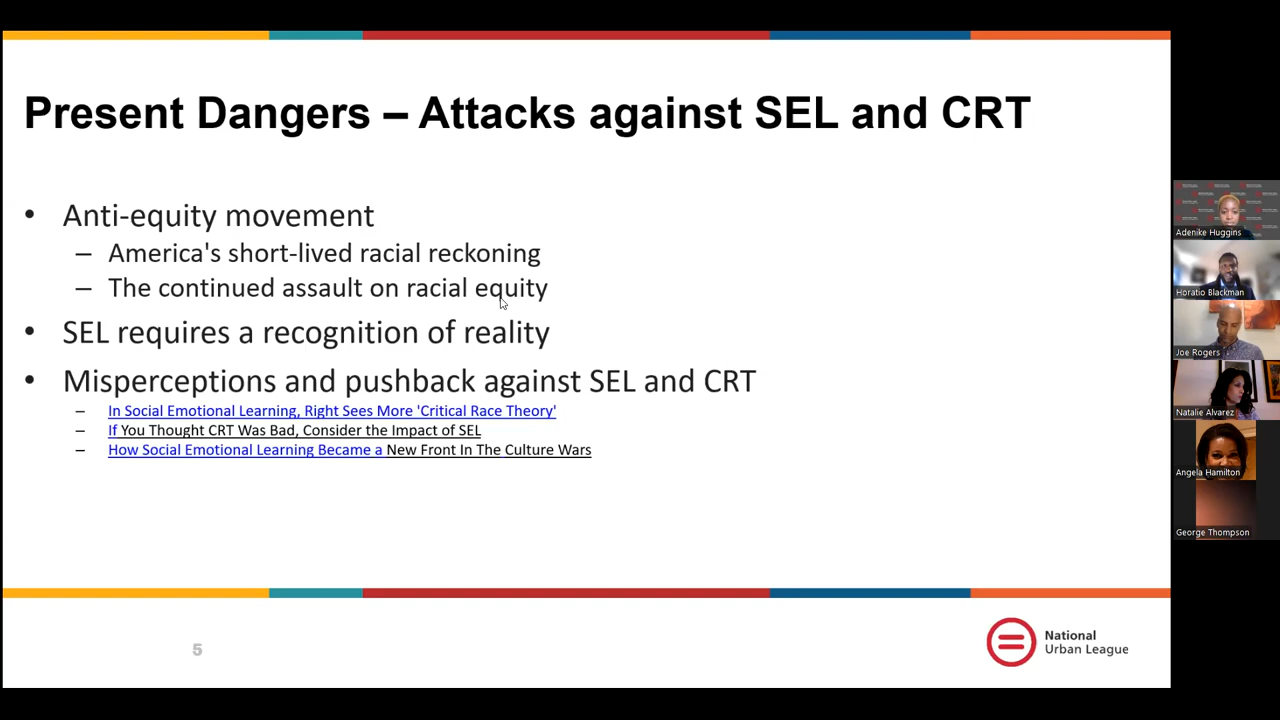 Present Dangers – Attacks against SEL and CRT
• Anti-equity movement
– America's short-lived racial reckoning
– The continued assault on racial equity
• SEL requires a recognition of reality
• Misperceptions and pushback against SEL and CRT
– In Social Emotional Learning, Right Sees More 'Critical Race Theory'
– If You Thought CRT Was Bad, Consider the Impact of SEL
– How Social Emotional Learning Became a New Front In The Culture Wars
5
National
Urban League
Adenike Huggins
Horatio Blackman
Joe Rogers
Natalie Alvarez
Angela Hamilton
George Thompson